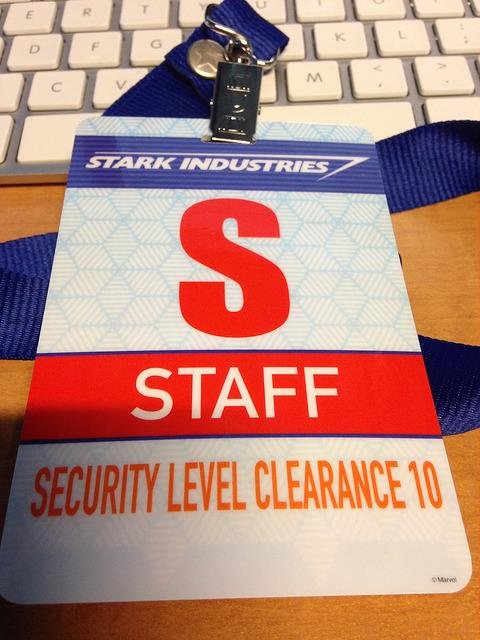 E R T Y U I O
D F G K L
C V M < , > .
STARK INDUSTRIES
S
STAFF
SECURITY LEVEL CLEARANCE 10
© Marvel